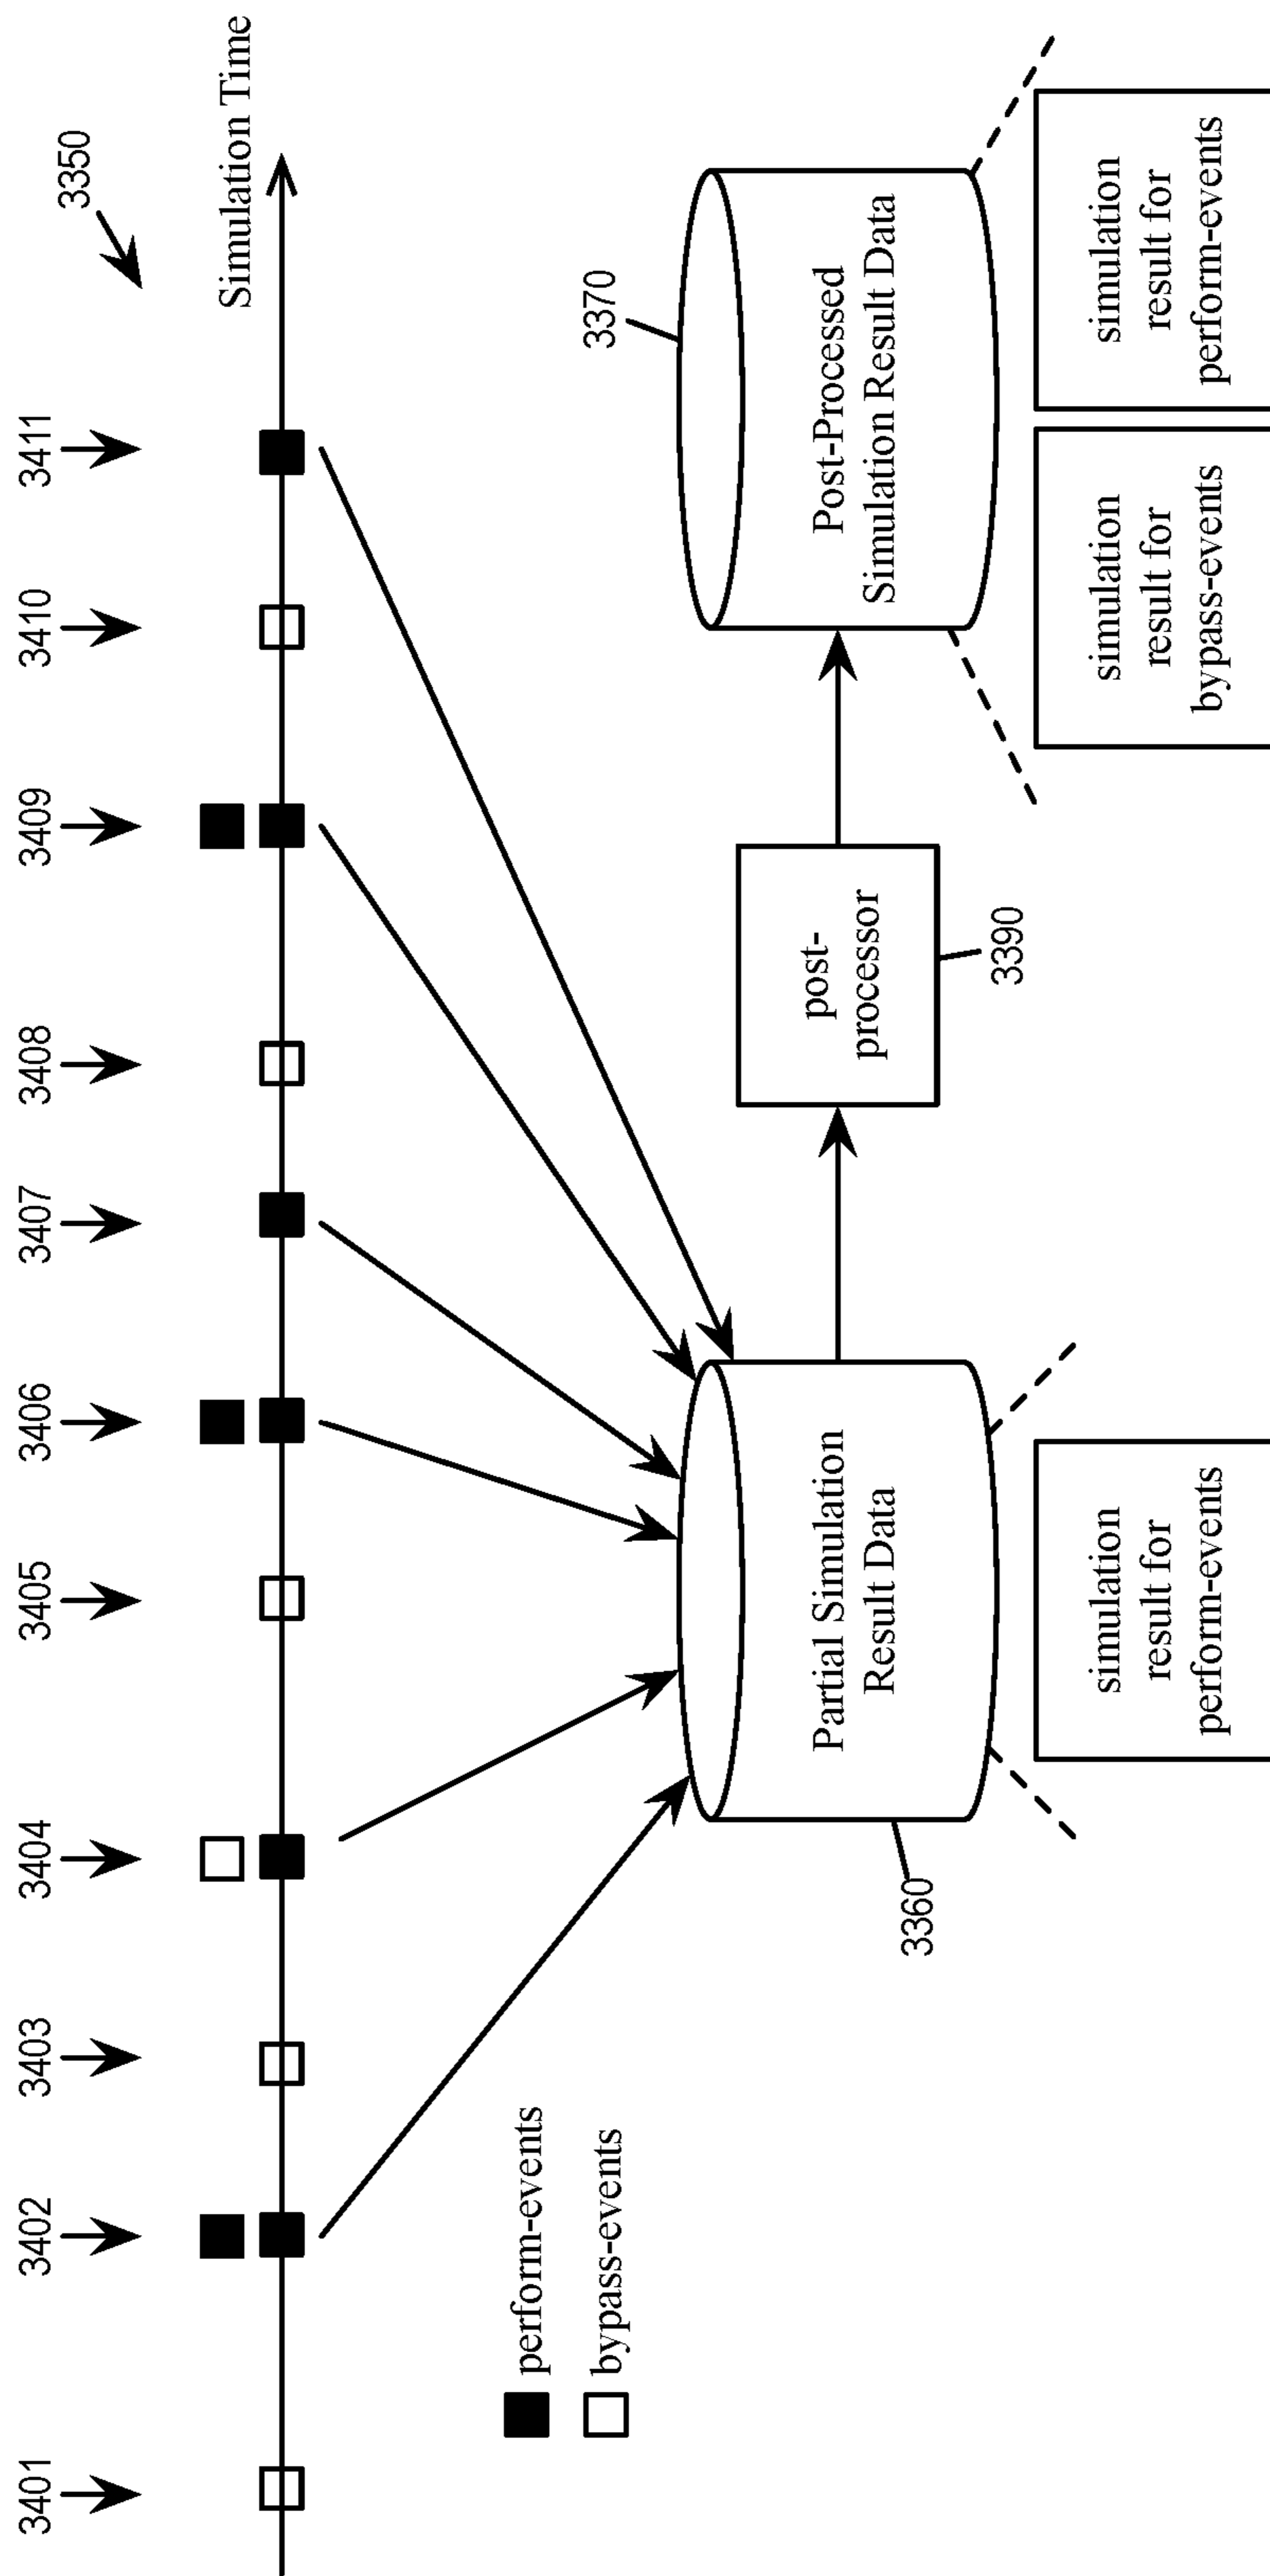 3350
3401
3402
3403
3404
3405
3406
3407
3408
3409
3410
3411
Simulation Time
perform-events
bypass-events
3360
Partial Simulation
Result Data
simulation
result for
perform-events
post-
processor
3390
3370
Post-Processed
Simulation Result Data
simulation
result for
bypass-events
simulation
result for
perform-events